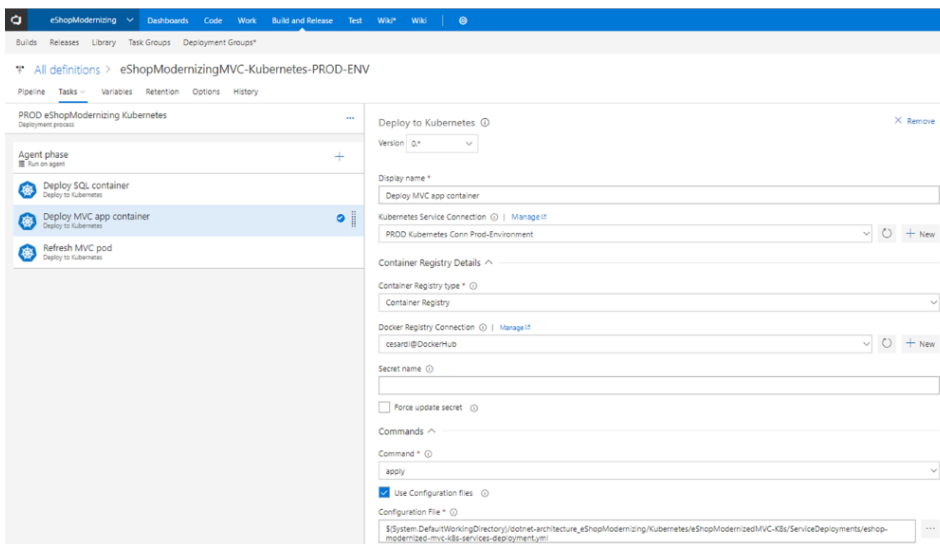 eShopModernizing Dashboards Code Work Build and Release Test Wiki* Wiki
Builds Releases Library Task Groups Deployment Groups*
All definitions > eShopModernizingMVC-Kubernetes-PROD-ENV
Pipeline Tasks Variables Retention Options History
PROD eShopModernizing Kubernetes
Deployment process
...
Agent phase
Run on agent
+
Deploy SQL container
Deploy to Kubernetes
Deploy MVC app container
Deploy to Kubernetes
Refresh MVC pod
Deploy to Kubernetes
Deploy to Kubernetes
× Remove
Version 0.*
Display name *
Deploy MVC app container
Kubernetes Service Connection | Manage
PROD Kubernetes Conn Prod-Environment
+ New
Container Registry Details
Container Registry type *
Container Registry
Docker Registry Connection | Manage
cesardl@DockerHub
+ New
Secret name
Force update secret
Commands
Command *
apply
Use Configuration files
Configuration File *
$(System.DefaultWorkingDirectory)/dotnet-architecture_eShopModernizing/Kubernetes/eShopModernizedMVC-K8s/ServiceDeployments/eshop-
modernized-mvc-k8s-services-deployment.yml
...